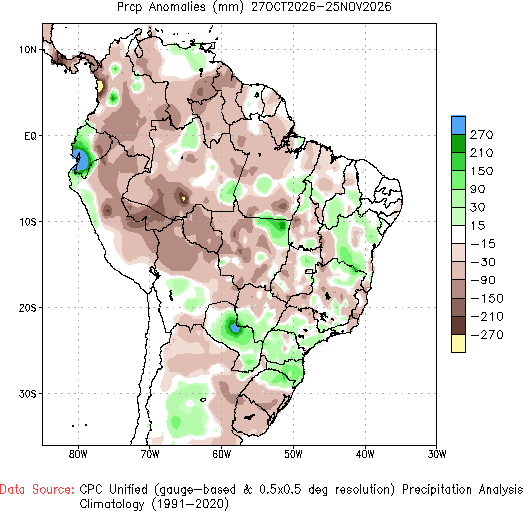 Prcp Anomalies (mm) 27OCT2026–25NOV2026
10N
EQ
10S
20S
30S
80W 70W 60W 50W 40W 30W
270
210
150
90
30
15
−15
−30
−90
−150
−210
−270
Data Source: CPC Unified (gauge-based & 0.5x0.5 deg resolution) Precipitation Analysis
Climatology (1991–2020)